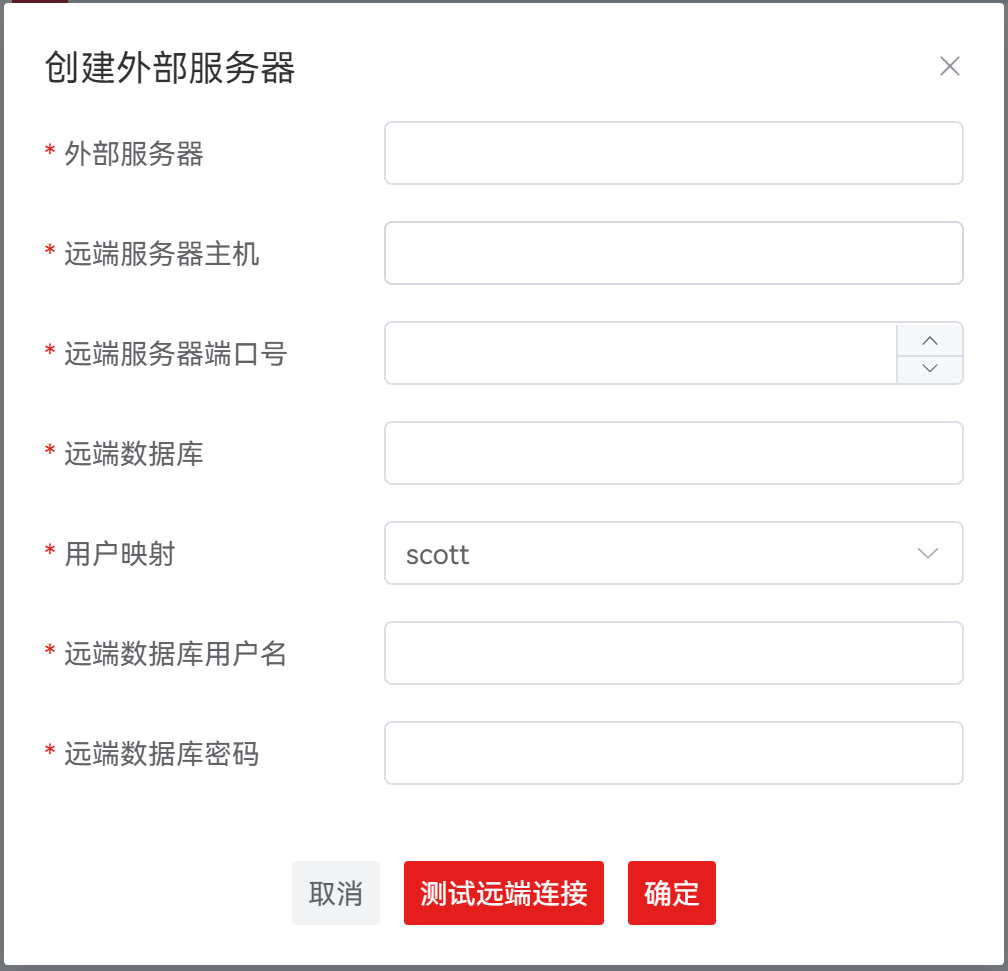 创建外部服务器
* 外部服务器
* 远端服务器主机
* 远端服务器端口号
* 远端数据库
* 用户映射
scott
* 远端数据库用户名
* 远端数据库密码
取消 测试远端连接 确定